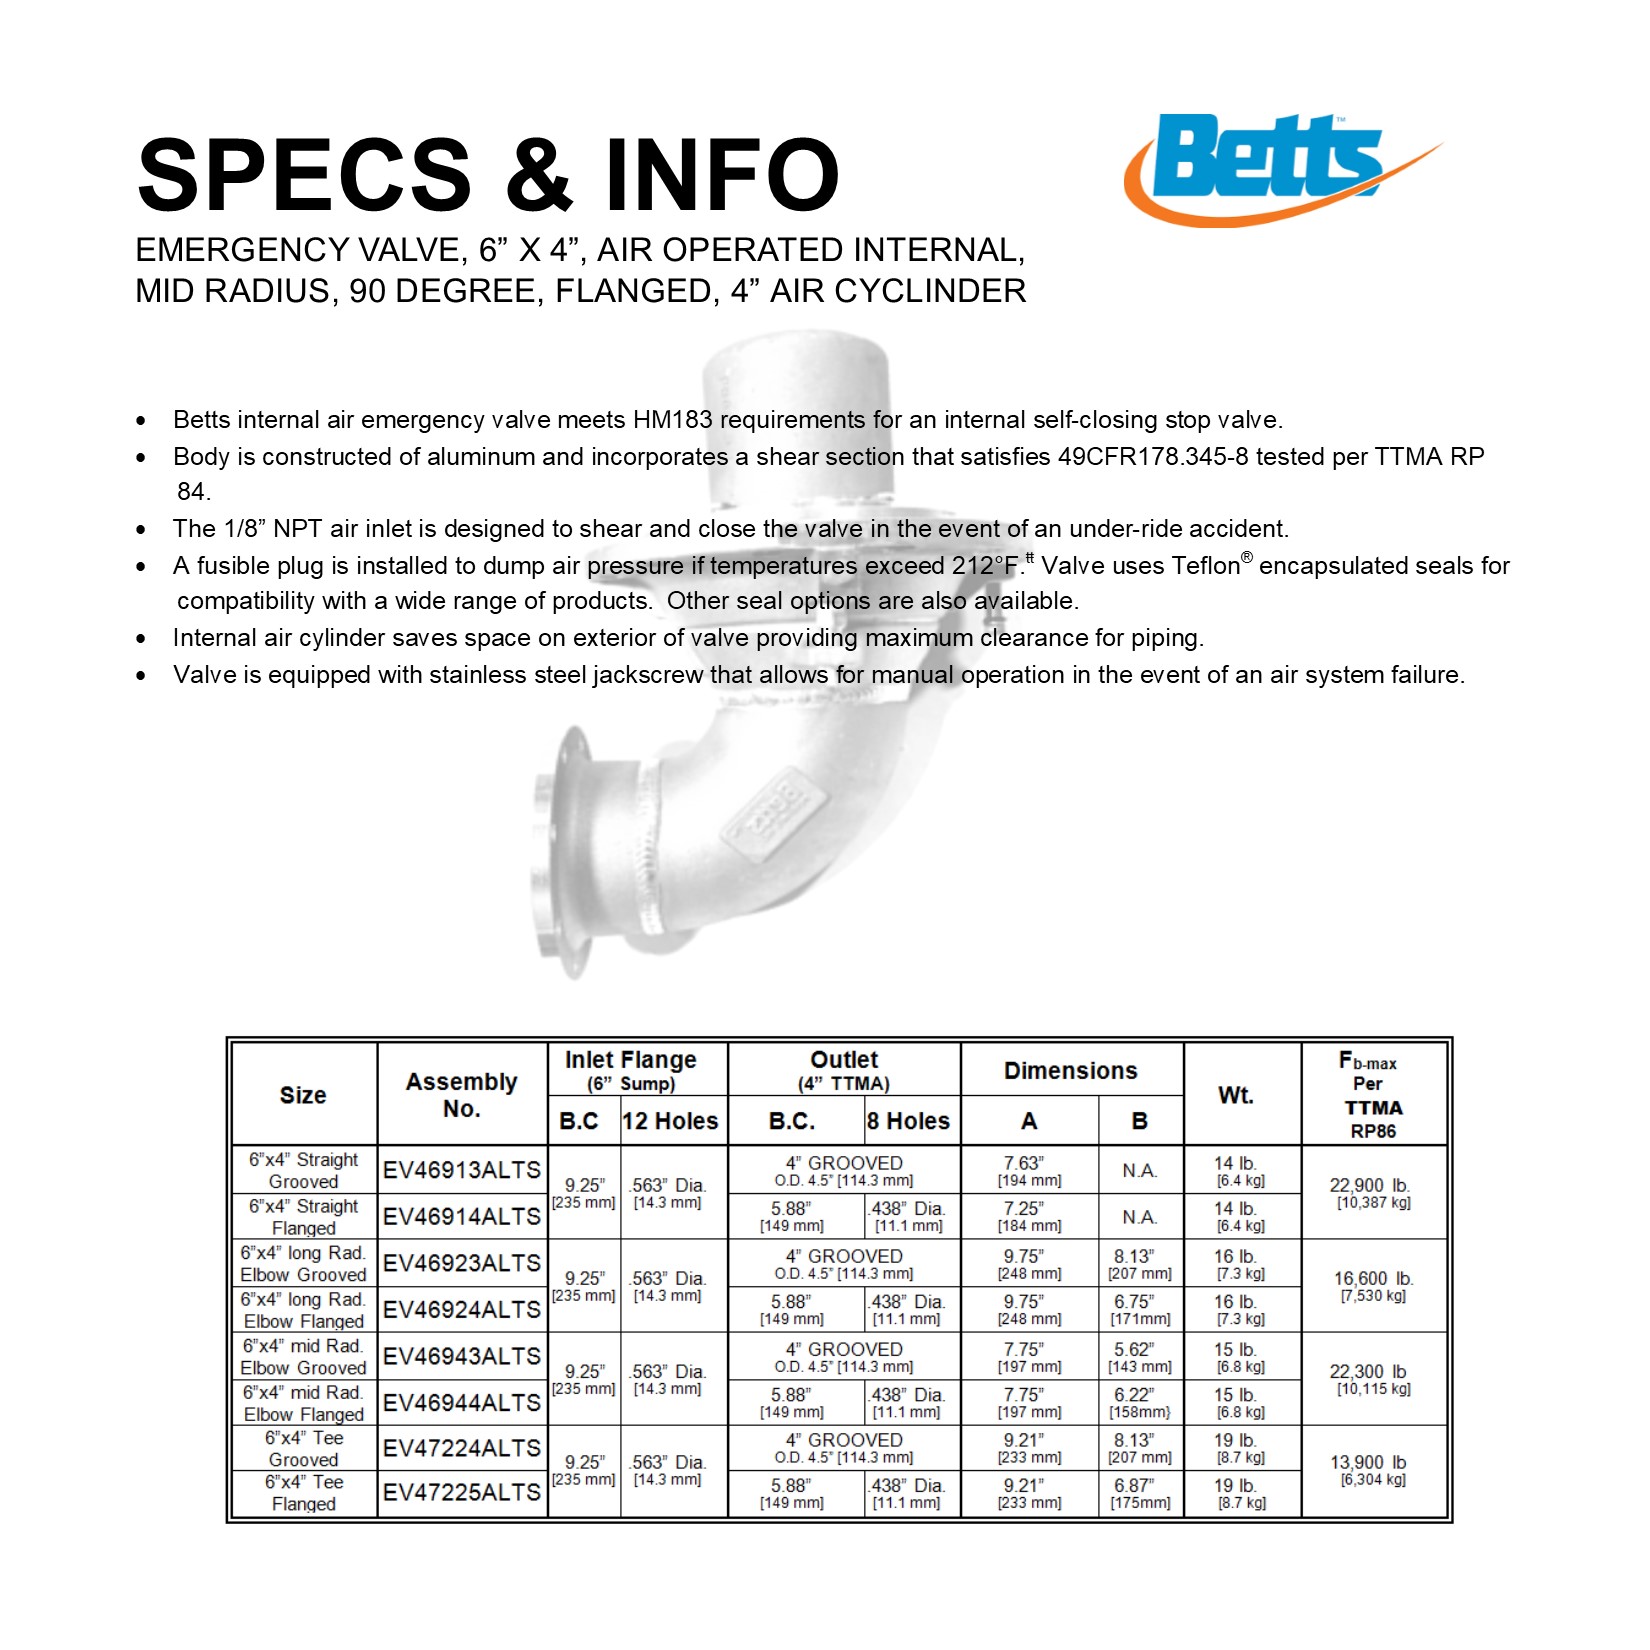 Betts™
SPECS & INFO
EMERGENCY VALVE, 6” X 4”, AIR OPERATED INTERNAL,
MID RADIUS, 90 DEGREE, FLANGED, 4” AIR CYCLINDER
• Betts internal air emergency valve meets HM183 requirements for an internal self-closing stop valve.
• Body is constructed of aluminum and incorporates a shear section that satisfies 49CFR178.345-8 tested per TTMA RP
84.
• The 1/8” NPT air inlet is designed to shear and close the valve in the event of an under-ride accident.
• A fusible plug is installed to dump air pressure if temperatures exceed 212°F.ⵌ Valve uses Teflon® encapsulated seals for
compatibility with a wide range of products. Other seal options are also available.
• Internal air cylinder saves space on exterior of valve providing maximum clearance for piping.
• Valve is equipped with stainless steel jackscrew that allows for manual operation in the event of an air system failure.
Size Assembly No. Inlet Flange (6” Sump) Outlet (4” TTMA) Dimensions Wt. Fb-max Per TTMA RP86
B.C 12 Holes B.C. 8 Holes A B
6”x4” Straight Grooved EV46913ALTS 9.25” [235 mm] .563” Dia. [14.3 mm] 4” GROOVED O.D. 4.5” [114.3 mm] 7.63” [194 mm] N.A. 14 lb. [6.4 kg] 22,900 lb. [10,387 kg]
6”x4” Straight Flanged EV46914ALTS 5.88” [149 mm] .438” Dia. [11.1 mm] 7.25” [184 mm] N.A. 14 lb. [6.4 kg]
6”x4” long Rad. Elbow Grooved EV46923ALTS 9.25” [235 mm] .563” Dia. [14.3 mm] 4” GROOVED O.D. 4.5” [114.3 mm] 9.75” [248 mm] 8.13” [207 mm] 16 lb. [7.3 kg] 16,600 lb. [7,530 kg]
6”x4” long Rad. Elbow Flanged EV46924ALTS 5.88” [149 mm] .438” Dia. [11.1 mm] 9.75” [248 mm] 6.75” [171mm] 16 lb. [7.3 kg]
6”x4” mid Rad. Elbow Grooved EV46943ALTS 9.25” [235 mm] .563” Dia. [14.3 mm] 4” GROOVED O.D. 4.5” [114.3 mm] 7.75” [197 mm] 5.62” [143 mm] 15 lb. [6.8 kg] 22,300 lb [10,115 kg]
6”x4” mid Rad. Elbow Flanged EV46944ALTS 5.88” [149 mm] .438” Dia. [11.1 mm] 7.75” [197 mm] 6.22” [158mm} 15 lb. [6.8 kg]
6”x4” Tee Grooved EV47224ALTS 9.25” [235 mm] .563” Dia. [14.3 mm] 4” GROOVED O.D. 4.5” [114.3 mm] 9.21” [233 mm] 8.13” [207 mm] 19 lb. [8.7 kg] 13,900 lb [6,304 kg]
6”x4” Tee Flanged EV47225ALTS 5.88” [149 mm] .438” Dia. [11.1 mm] 9.21” [233 mm] 6.87” [175mm] 19 lb. [8.7 kg]